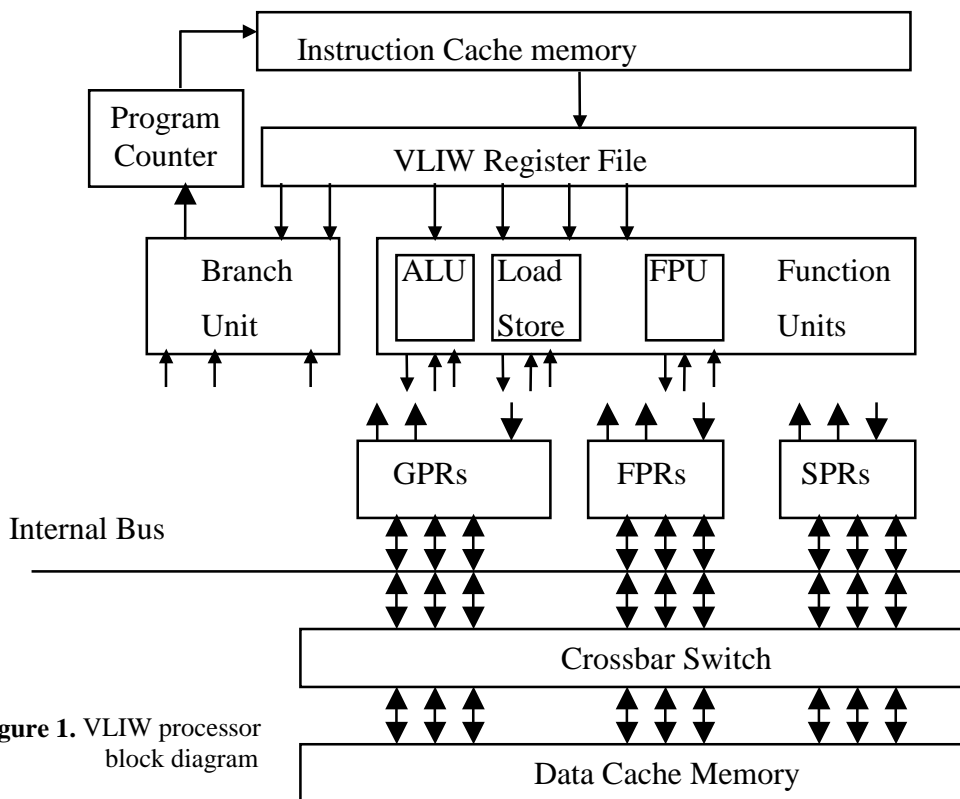 Instruction Cache memory
Program
Counter
VLIW Register File
Branch
Unit
ALU
Load
Store
FPU
Function
Units
GPRs
FPRs
SPRs
Internal Bus
Crossbar Switch
gure 1. VLIW processor
block diagram
Data Cache Memory